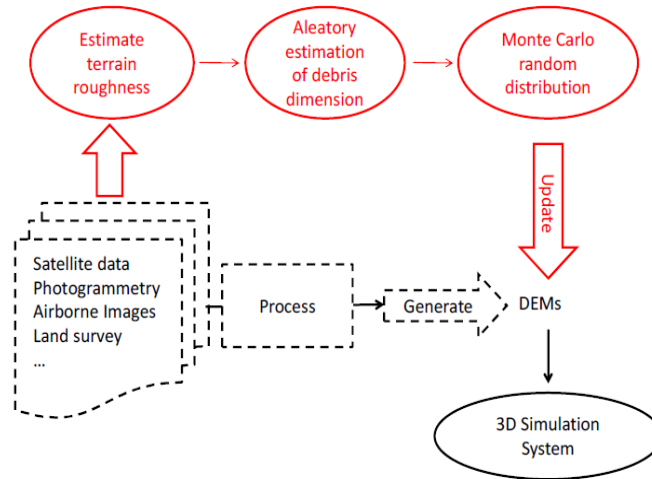 Estimate
terrain
roughness
Aleatory
estimation
of debris
dimension
Monte Carlo
random
distribution
Update
Satellite data
Photogrammetry
Airborne Images
Land survey
...
Process
Generate
DEMs
3D Simulation
System